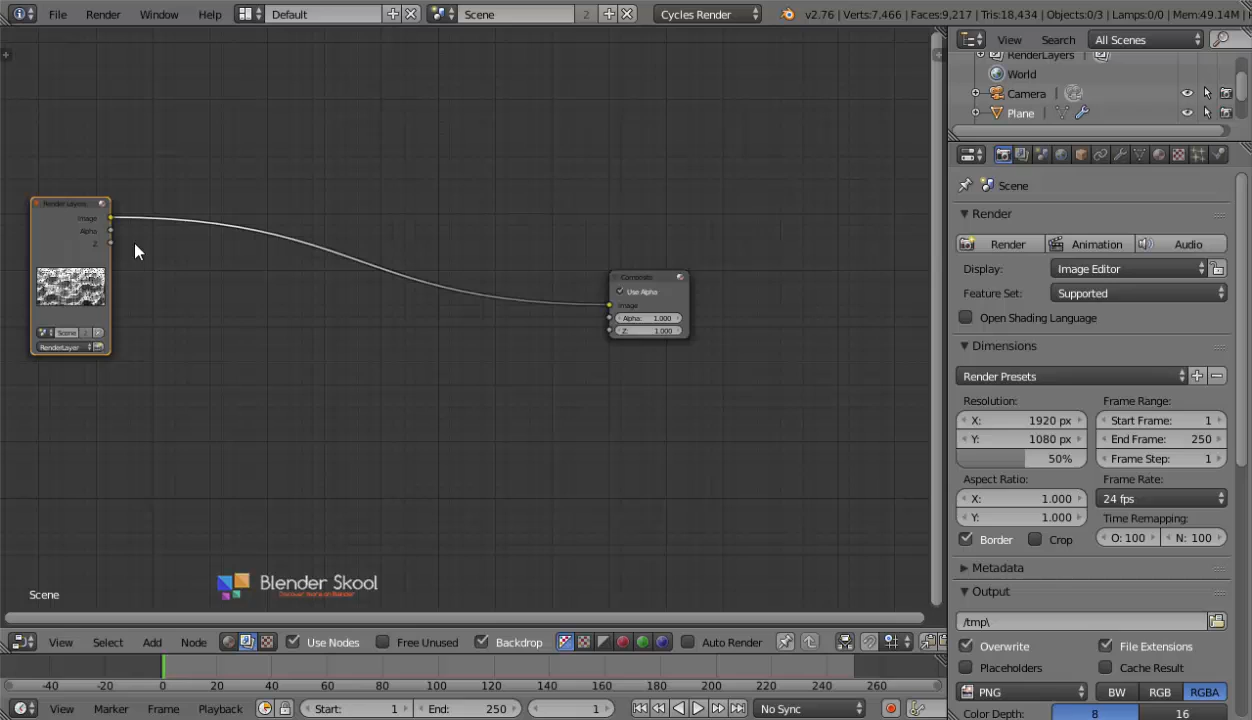 File Render Window Help Default Scene 2 Cycles Render v2.76 | Verts:7,466 | Faces:9,217 | Tris:18,434 | Objects:0/3 | Lamps:0/0 | Mem:49.14M
View Search All Scenes
RenderLayers
World
Camera
Plane
Scene
Render
Render Animation Audio
Display: Image Editor
Feature Set: Supported
Open Shading Language
Dimensions
Render Presets
Resolution: Frame Range:
X: 1920 px Start Frame: 1
Y: 1080 px End Frame: 250
50% Frame Step: 1
Aspect Ratio: Frame Rate:
X: 1.000 24 fps
Y: 1.000 Time Remapping:
Border Crop O: 100 N: 100
Metadata
Output
/tmp\
Overwrite File Extensions
Placeholders Cache Result
PNG BW RGB RGBA
Color Depth: 8 16
Render Layers
Image
Alpha
Z
Scene 2
RenderLayer
Composite
Use Alpha
Image
Alpha: 1.000
Z: 1.000
Blender Skool
Scene
View Select Add Node Use Nodes Free Unused Backdrop Auto Render
-40 -20 0 20 40 60 80 100 120 140 160 180 200 220 240 260
View Marker Frame Playback Start: 1 End: 250 1 No Sync